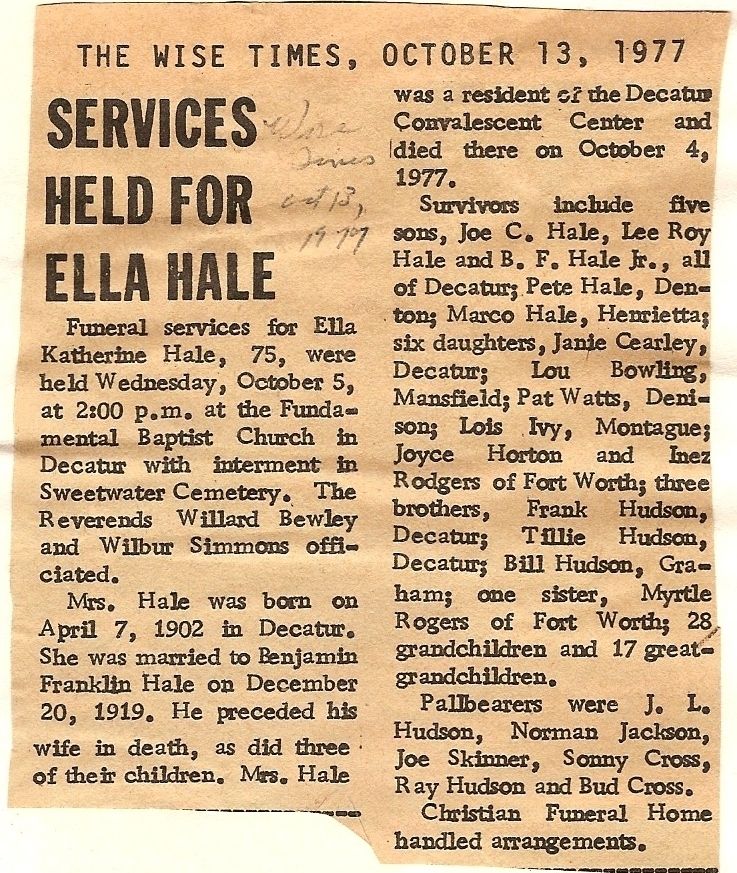 THE WISE TIMES, OCTOBER 13, 1977
SERVICES
HELD FOR
ELLA HALE
Wise
Times
oct 13,
1977
Funeral services for Ella
Katherine Hale, 75, were
held Wednesday, October 5,
at 2:00 p.m. at the Funda-
mental Baptist Church in
Decatur with interment in
Sweetwater Cemetery. The
Reverends Willard Bewley
and Wilbur Simmons offi-
ciated.
Mrs. Hale was born on
April 7, 1902 in Decatur.
She was married to Benjamin
Franklin Hale on December
20, 1919. He preceded his
wife in death, as did three
of their children. Mrs. Hale
was a resident of the Decatur
Convalescent Center and
died there on October 4,
1977.
Survivors include five
sons, Joe C. Hale, Lee Roy
Hale and B. F. Hale Jr., all
of Decatur; Pete Hale, Den-
ton; Marco Hale, Henrietta;
six daughters, Janie Cearley,
Decatur; Lou Bowling,
Mansfield; Pat Watts, Deni-
son; Lois Ivy, Montague;
Joyce Horton and Inez
Rodgers of Fort Worth; three
brothers, Frank Hudson,
Decatur; Tillie Hudson,
Decatur; Bill Hudson, Gra-
ham; one sister, Myrtle
Rogers of Fort Worth; 28
grandchildren and 17 great-
grandchildren.
Pallbearers were J. L.
Hudson, Norman Jackson,
Joe Skinner, Sonny Cross,
Ray Hudson and Bud Cross.
Christian Funeral Home
handled arrangements.